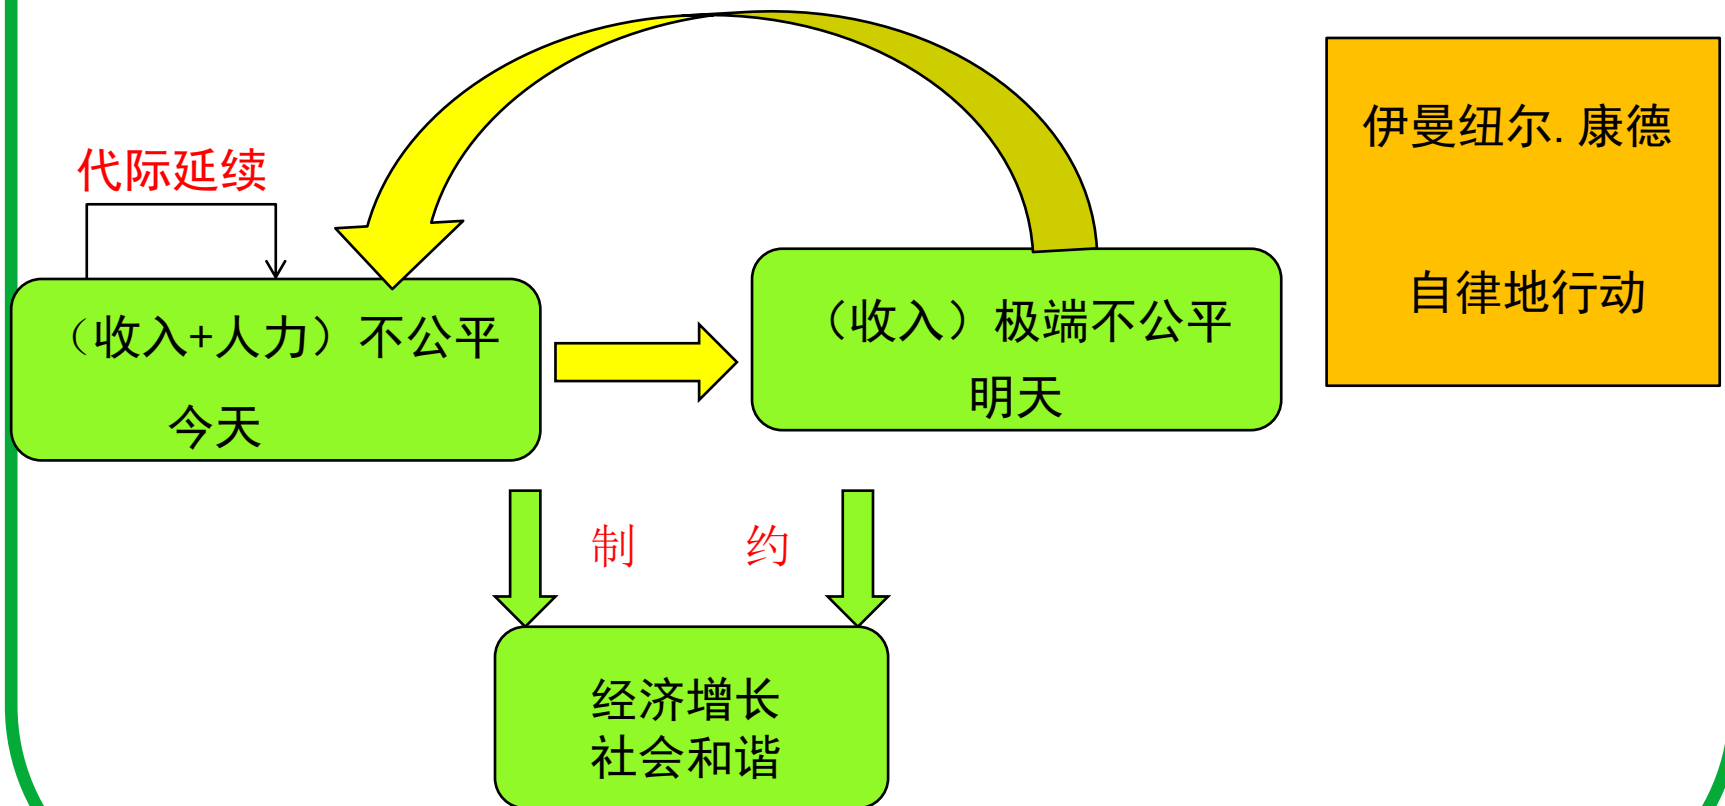 伊曼纽尔.康德
自律地行动
代际延续
（收入+人力）不公平
今天
（收入）极端不公平
明天
制 约
经济增长
社会和谐